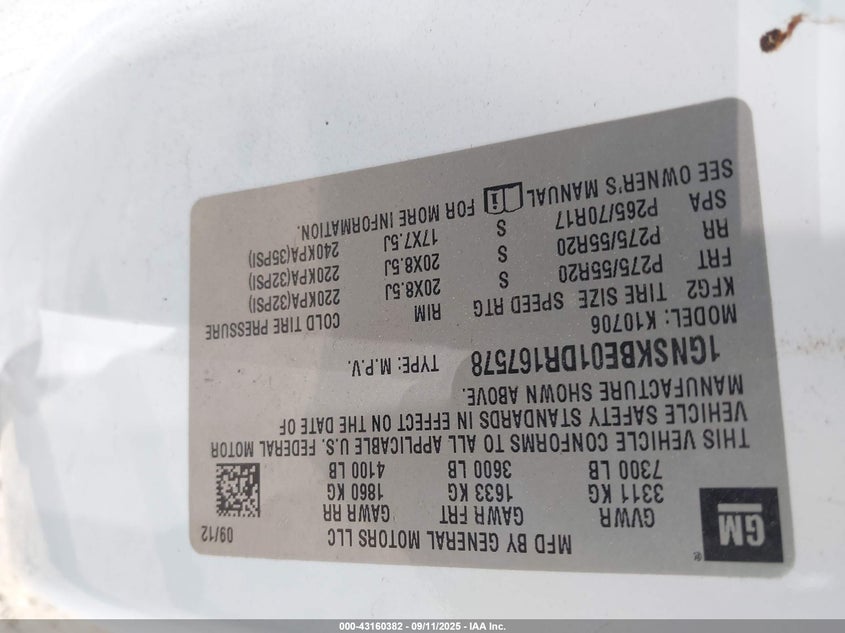 GM
®
MFD BY GENERAL MOTORS LLC
09/12
GVWR GAWR FRT GAWR RR
3311 KG 1633 KG 1860 KG
7300 LB 3600 LB 4100 LB
THIS VEHICLE CONFORMS TO ALL APPLICABLE U.S. FEDERAL MOTOR
VEHICLE SAFETY STANDARDS IN EFFECT ON THE DATE OF
MANUFACTURE SHOWN ABOVE.
1GNSKBE01DR167578 TYPE: M.P.V.
MODEL: K10706
KFG2 TIRE SIZE SPEED RTG RIM COLD TIRE PRESSURE
FRT P275/55R20 S 20X8.5J 220KPA(32PSI)
RR P275/55R20 S 20X8.5J 220KPA(32PSI)
SPA P265/70R17 S 17X7.5J 240KPA(35PSI)
SEE OWNER'S MANUAL FOR MORE INFORMATION.
000-43160382 - 09/11/2025 - IAA Inc.